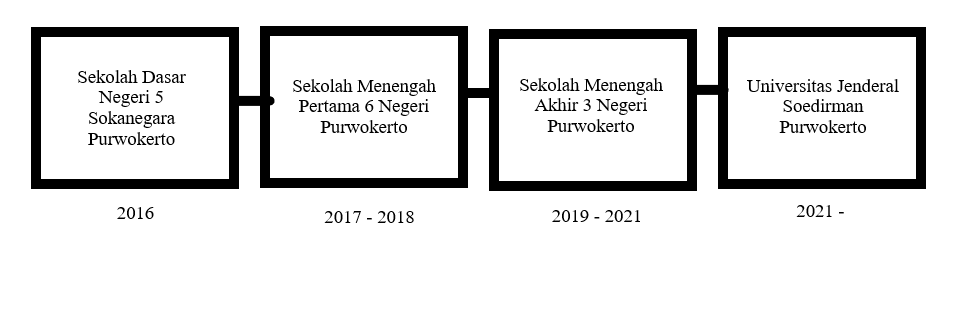 Sekolah Dasar
Negeri 5
Sokanegara
Purwokerto
2016
Sekolah Menengah
Pertama 6 Negeri
Purwokerto
2017 - 2018
Sekolah Menengah
Akhir 3 Negeri
Purwokerto
2019 - 2021
Universitas Jenderal
Soedirman
Purwokerto
2021 -